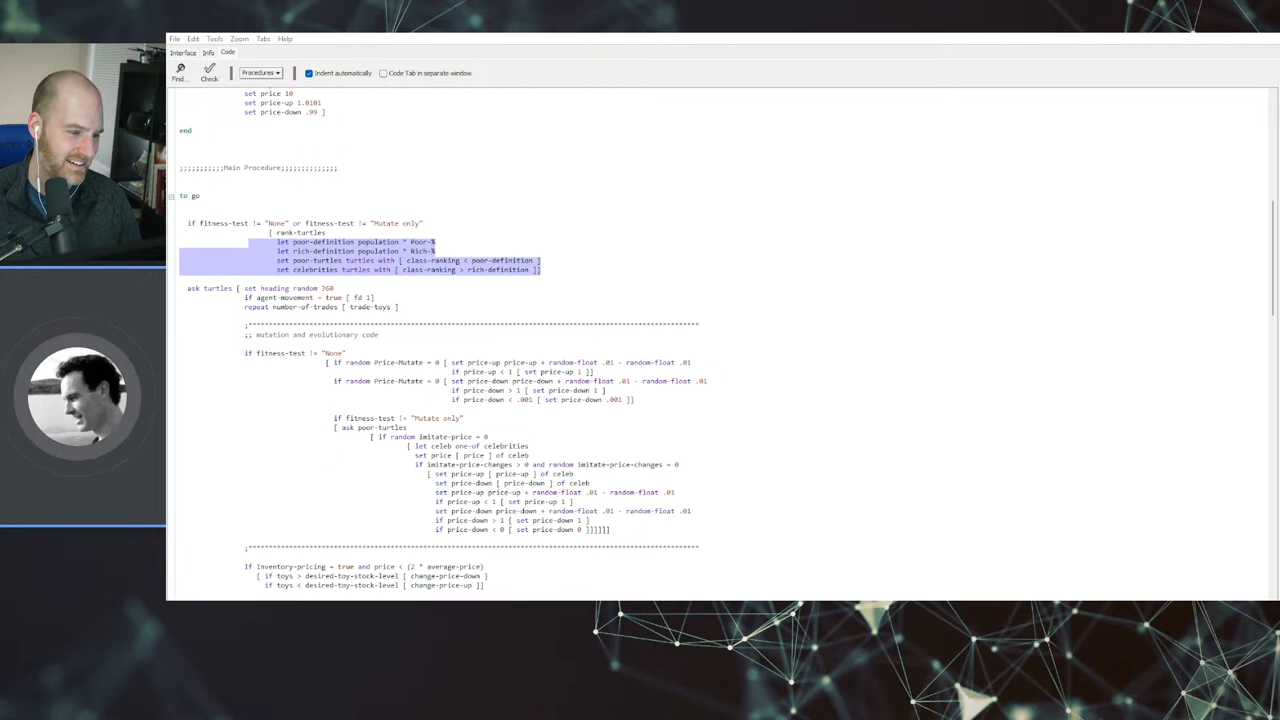 File Edit Tools Zoom Tabs Help
Interface Info Code
Find... Check Procedures Indent automatically Code Tab in separate window
set price 10
set price-up 1.0101
set price-down .99 ]
end
;;;;;;;;;;;Main Procedure;;;;;;;;;;;;;;
to go
if fitness-test != "None" or fitness-test != "Mutate only"
[ rank-turtles
let poor-definition population * Poor-%
let rich-definition population * Rich-%
set poor-turtles turtles with [ class-ranking < poor-definition ]
set celebrities turtles with [ class-ranking > rich-definition ]]
ask turtles [ set heading random 360
if agent-movement = true [ fd 1]
repeat number-of-trades [ trade-toys ]
;****************************************************************************************************************
;; mutation and evolutionary code
if fitness-test != "None"
[ if random Price-Mutate = 0 [ set price-up price-up + random-float .01 - random-float .01
if price-up < 1 [ set price-up 1 ]]
if random Price-Mutate = 0 [ set price-down price-down + random-float .01 - random-float .01
if price-down > 1 [ set price-down 1 ]
if price-down < .001 [ set price-down .001 ]]
if fitness-test != "Mutate only"
[ ask poor-turtles
[ if random imitate-price = 0
[ let celeb one-of celebrities
set price [ price ] of celeb
if imitate-price-changes > 0 and random imitate-price-changes = 0
[ set price-up [ price-up ] of celeb
set price-down [ price-down ] of celeb
set price-up price-up + random-float .01 - random-float .01
if price-up < 1 [ set price-up 1 ]
set price-down price-down + random-float .01 - random-float .01
if price-down > 1 [ set price-down 1 ]
if price-down < 0 [ set price-down 0 ]]]]]]
;****************************************************************************************************************
If Inventory-pricing = true and price < (2 * average-price)
[ if toys > desired-toy-stock-level [ change-price-down ]
if toys < desired-toy-stock-level [ change-price-up ]]